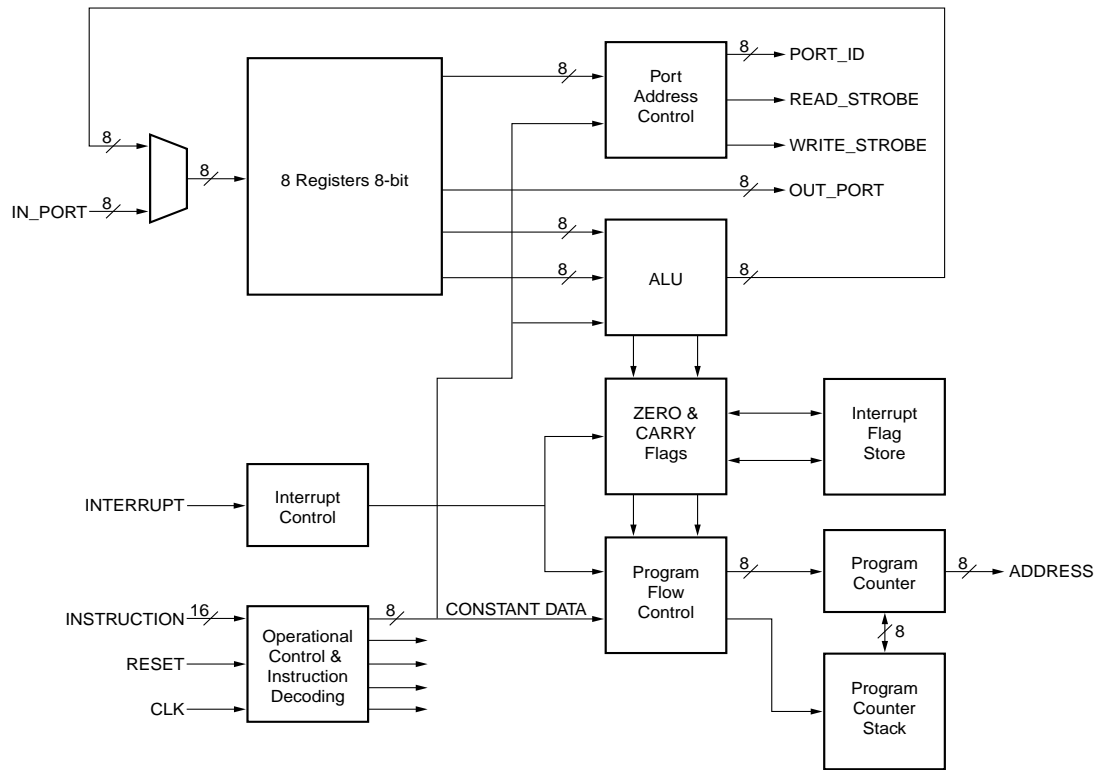 8
PORT_ID
Port
Address
Control
8
READ_STROBE
WRITE_STROBE
8
8
8 Registers 8-bit
8
OUT_PORT
IN_PORT
8
8
8
ALU
8
ZERO &
CARRY
Flags
Interrupt
Flag
Store
INTERRUPT
Interrupt
Control
Program
Flow
Control
8
Program
Counter
8
ADDRESS
INSTRUCTION
16
8
CONSTANT DATA
Operational
Control &
Instruction
Decoding
RESET
CLK
8
Program
Counter
Stack